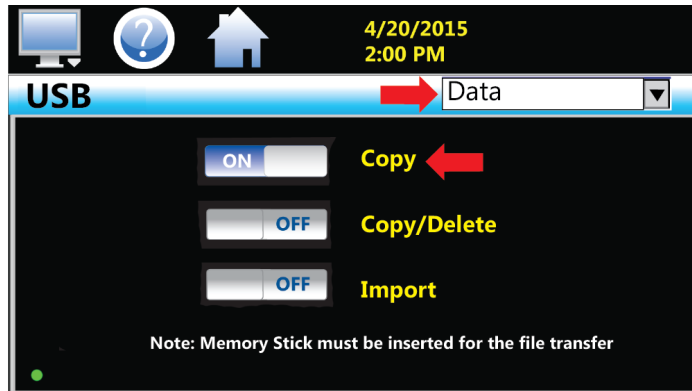 ?
4/20/2015
2:00 PM
USB
Data
ON
Copy
OFF
Copy/Delete
OFF
Import
Note: Memory Stick must be inserted for the file transfer